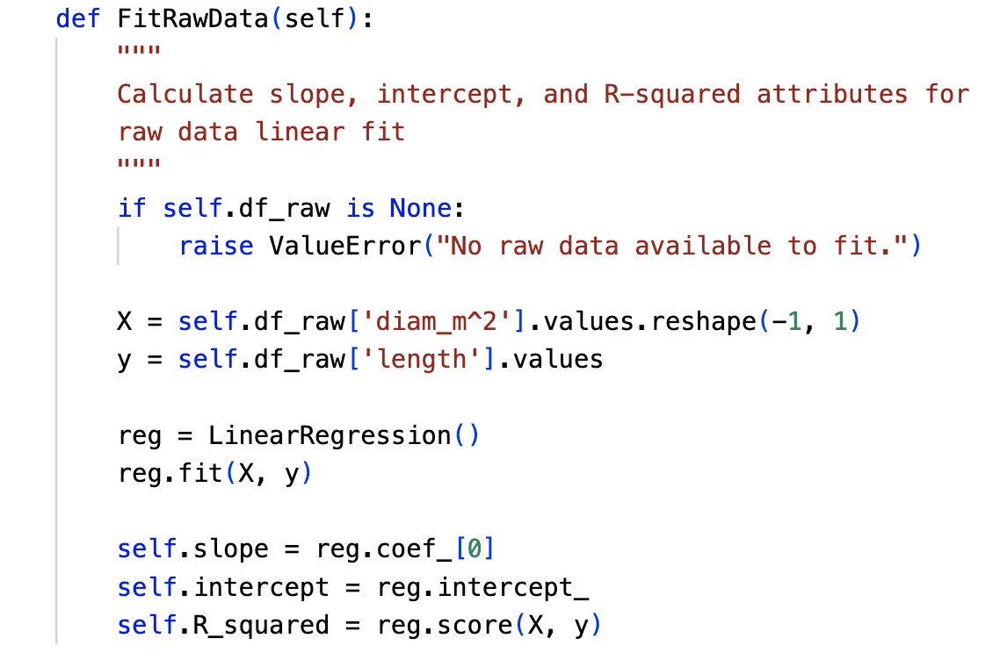 def FitRawData(self):
    """
    Calculate slope, intercept, and R-squared attributes for
    raw data linear fit
    """
    if self.df_raw is None:
        raise ValueError("No raw data available to fit.")

    X = self.df_raw['diam_m^2'].values.reshape(-1, 1)
    y = self.df_raw['length'].values

    reg = LinearRegression()
    reg.fit(X, y)

    self.slope = reg.coef_[0]
    self.intercept = reg.intercept_
    self.R_squared = reg.score(X, y)